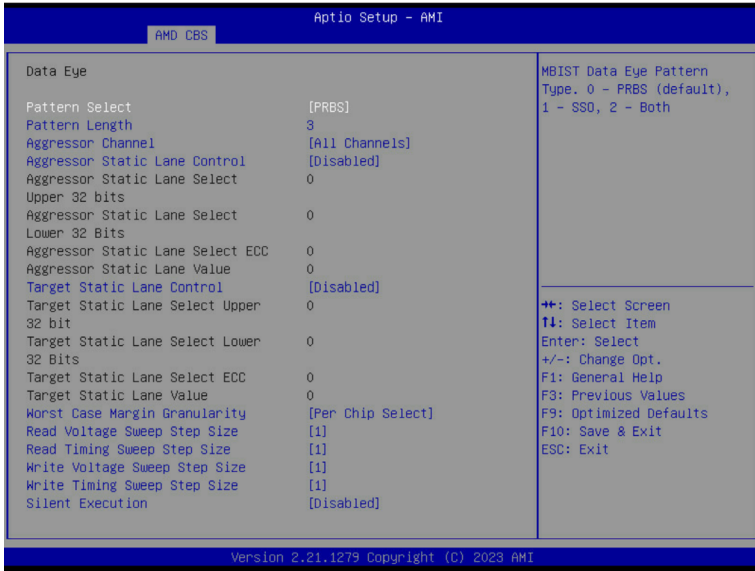 Aptio Setup – AMI
AMD CBS
Data Eye
MBIST Data Eye Pattern
Type. 0 – PRBS (default),
1 – SSO, 2 – Both
Pattern Select [PRBS]
Pattern Length 3
Aggressor Channel [All Channels]
Aggressor Static Lane Control [Disabled]
Aggressor Static Lane Select 0
Upper 32 bits
Aggressor Static Lane Select 0
Lower 32 Bits
Aggressor Static Lane Select ECC 0
Aggressor Static Lane Value 0
Target Static Lane Control [Disabled]
Target Static Lane Select Upper 0
32 bit
Target Static Lane Select Lower 0
32 Bits
Target Static Lane Select ECC 0
Target Static Lane Value 0
Worst Case Margin Granularity [Per Chip Select]
Read Voltage Sweep Step Size [1]
Read Timing Sweep Step Size [1]
Write Voltage Sweep Step Size [1]
Write Timing Sweep Step Size [1]
Silent Execution [Disabled]
→←: Select Screen
↑↓: Select Item
Enter: Select
+/-: Change Opt.
F1: General Help
F3: Previous Values
F9: Optimized Defaults
F10: Save & Exit
ESC: Exit
Version 2.21.1279 Copyright (C) 2023 AMI